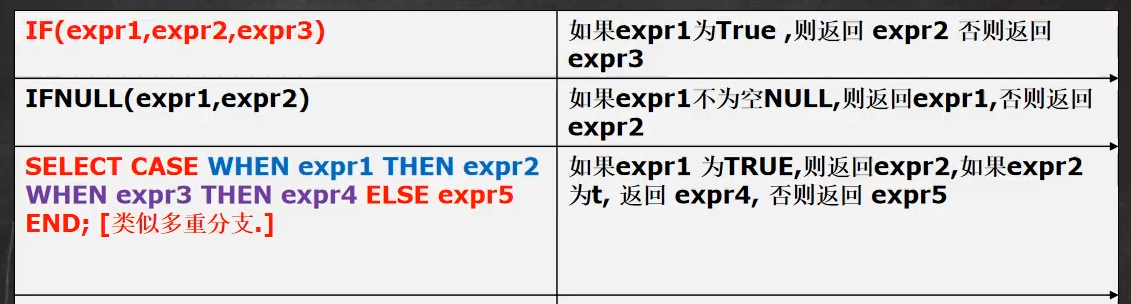 IF(expr1,expr2,expr3)
如果expr1为True ,则返回 expr2 否则返回
expr3
IFNULL(expr1,expr2)
如果expr1不为空NULL,则返回expr1,否则返回
expr2
SELECT CASE WHEN expr1 THEN expr2
WHEN expr3 THEN expr4 ELSE expr5
END; [类似多重分支.]
如果expr1 为TRUE,则返回expr2,如果expr2
为t, 返回 expr4, 否则返回 expr5